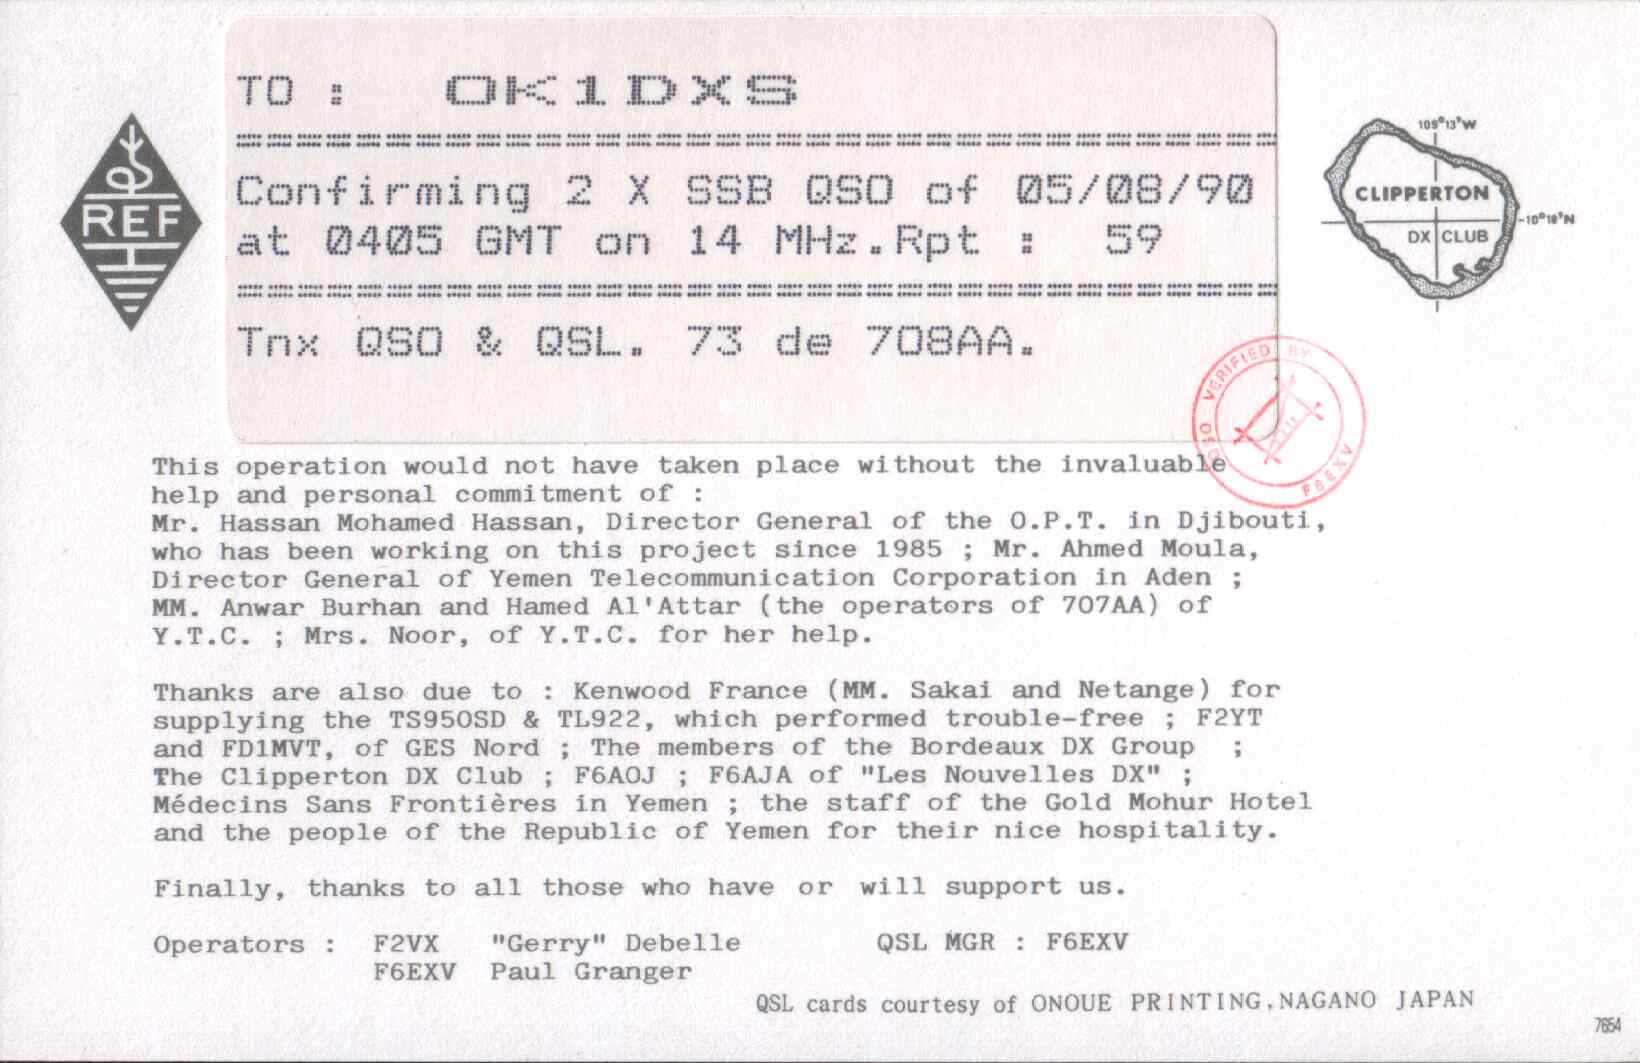 TO : OK1DXS
Confirming 2 X SSB QSO of 05/08/90
at 0405 GMT on 14 MHz.Rpt : 59
Tnx QSO & QSL. 73 de 7O8AA.
REF
109°13'W
CLIPPERTON
10°18'N
DX CLUB
QSO VERIFIED BY
F6EXV
This operation would not have taken place without the invaluable
help and personal commitment of :
Mr. Hassan Mohamed Hassan, Director General of the O.P.T. in Djibouti,
who has been working on this project since 1985 ; Mr. Ahmed Moula,
Director General of Yemen Telecommunication Corporation in Aden ;
MM. Anwar Burhan and Hamed Al'Attar (the operators of 7O7AA) of
Y.T.C. ; Mrs. Noor, of Y.T.C. for her help.
Thanks are also due to : Kenwood France (MM. Sakai and Netange) for
supplying the TS950SD & TL922, which performed trouble-free ; F2YT
and FD1MVT, of GES Nord ; The members of the Bordeaux DX Group ;
The Clipperton DX Club ; F6AOJ ; F6AJA of "Les Nouvelles DX" ;
Médecins Sans Frontières in Yemen ; the staff of the Gold Mohur Hotel
and the people of the Republic of Yemen for their nice hospitality.
Finally, thanks to all those who have or will support us.
Operators : F2VX "Gerry" Debelle QSL MGR : F6EXV
F6EXV Paul Granger
QSL cards courtesy of ONOUE PRINTING,NAGANO JAPAN
7654